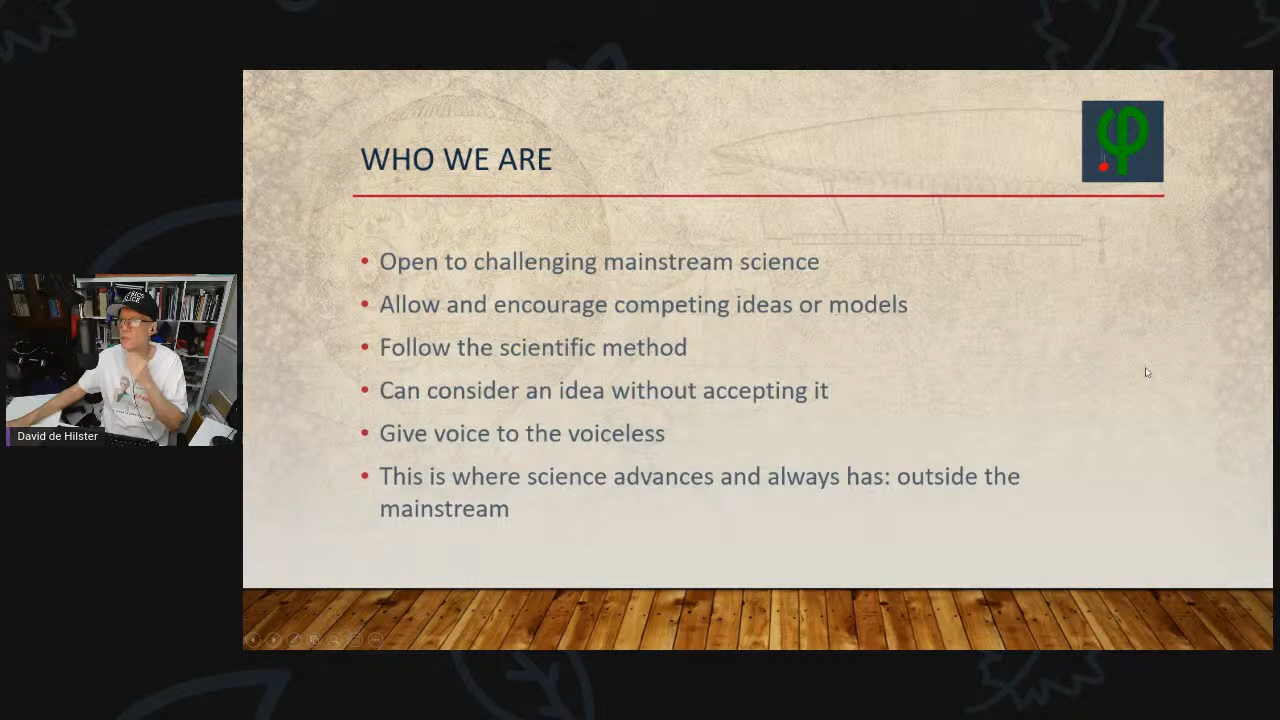 WHO WE ARE
• Open to challenging mainstream science
• Allow and encourage competing ideas or models
• Follow the scientific method
• Can consider an idea without accepting it
• Give voice to the voiceless
• This is where science advances and always has: outside the
mainstream
David de Hilster